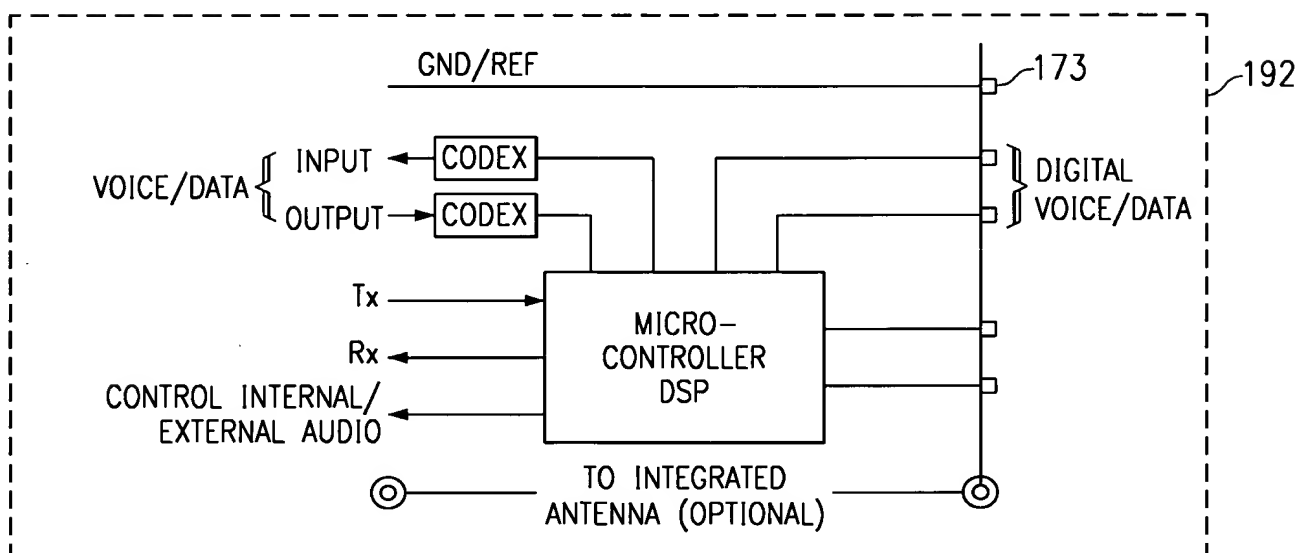 GND/REF
173
192
VOICE/DATA
INPUT
CODEX
OUTPUT
CODEX
DIGITAL
VOICE/DATA
Tx
Rx
CONTROL INTERNAL/
EXTERNAL AUDIO
MICRO-
CONTROLLER
DSP
TO INTEGRATED
ANTENNA (OPTIONAL)